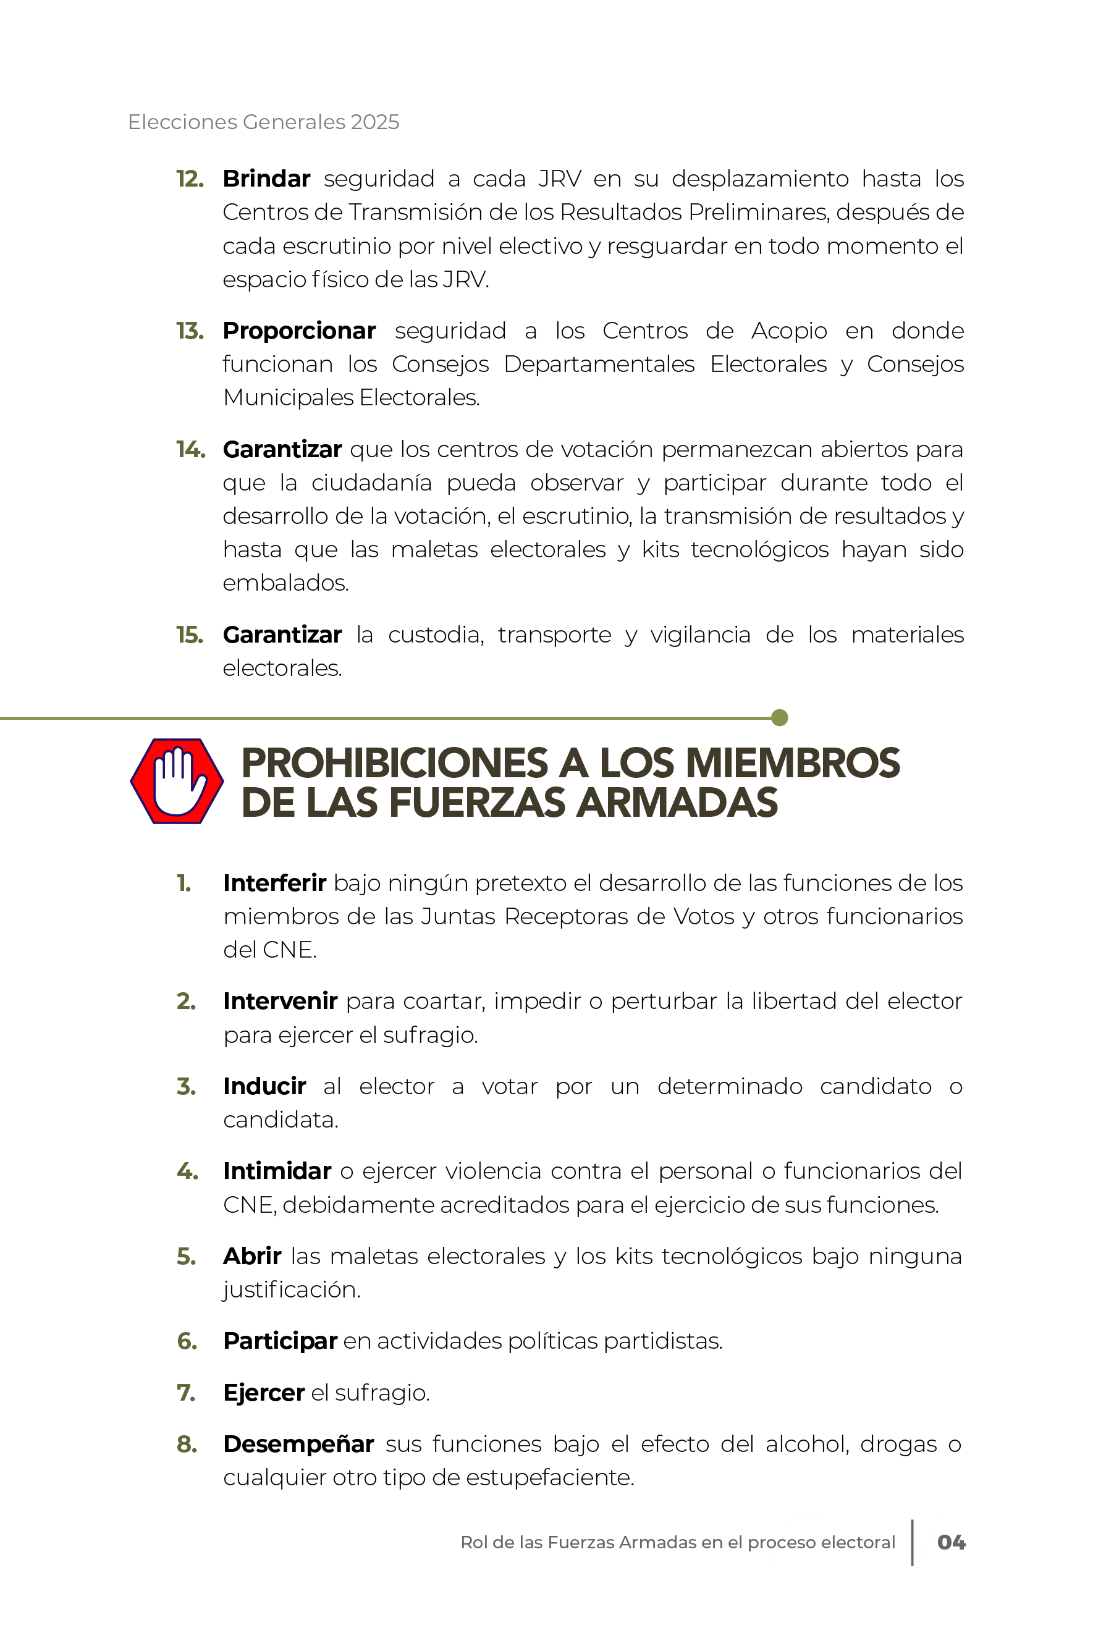 Elecciones Generales 2025
12. Brindar seguridad a cada JRV en su desplazamiento hasta los
Centros de Transmisión de los Resultados Preliminares, después de
cada escrutinio por nivel electivo y resguardar en todo momento el
espacio físico de las JRV.
13. Proporcionar seguridad a los Centros de Acopio en donde
funcionan los Consejos Departamentales Electorales y Consejos
Municipales Electorales.
14. Garantizar que los centros de votación permanezcan abiertos para
que la ciudadanía pueda observar y participar durante todo el
desarrollo de la votación, el escrutinio, la transmisión de resultados y
hasta que las maletas electorales y kits tecnológicos hayan sido
embalados.
15. Garantizar la custodia, transporte y vigilancia de los materiales
electorales.
PROHIBICIONES A LOS MIEMBROS
DE LAS FUERZAS ARMADAS
1. Interferir bajo ningún pretexto el desarrollo de las funciones de los
miembros de las Juntas Receptoras de Votos y otros funcionarios
del CNE.
2. Intervenir para coartar, impedir o perturbar la libertad del elector
para ejercer el sufragio.
3. Inducir al elector a votar por un determinado candidato o
candidata.
4. Intimidar o ejercer violencia contra el personal o funcionarios del
CNE, debidamente acreditados para el ejercicio de sus funciones.
5. Abrir las maletas electorales y los kits tecnológicos bajo ninguna
justificación.
6. Participar en actividades políticas partidistas.
7. Ejercer el sufragio.
8. Desempeñar sus funciones bajo el efecto del alcohol, drogas o
cualquier otro tipo de estupefaciente.
Rol de las Fuerzas Armadas en el proceso electoral 04